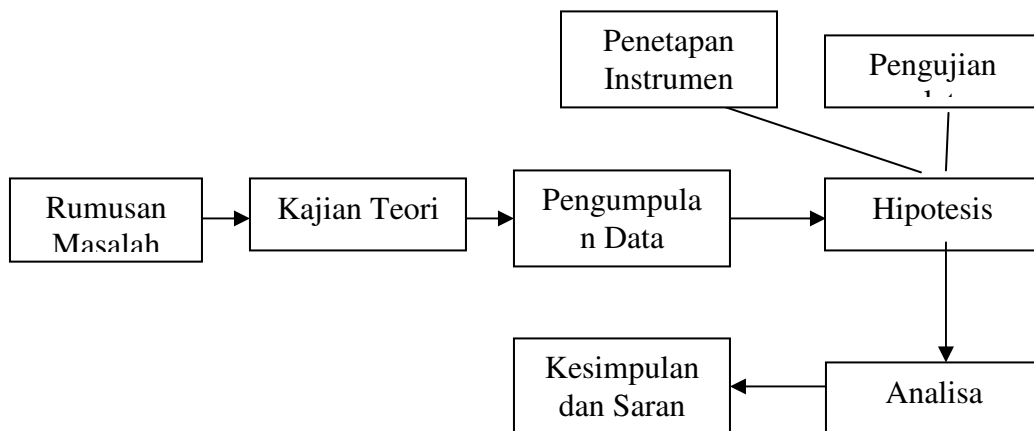 Penetapan
Instrumen
Pengujian
Rumusan
Masalah
Kajian Teori
Pengumpula
n Data
Hipotesis
Kesimpulan
dan Saran
Analisa